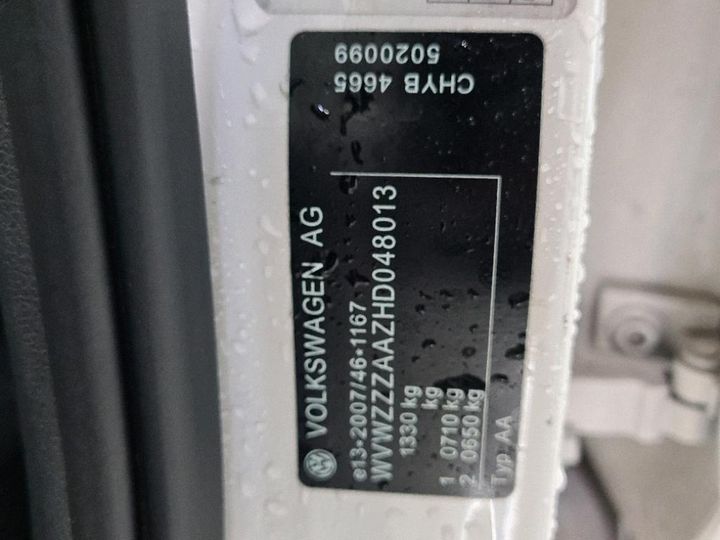 VOLKSWAGEN AG
e13*2007/46*1167
WVWZZZAAZHD048013
1330 kg
kg
1 0710 kg
2 0650 kg
Typ AA
CHYB 4665
5020099